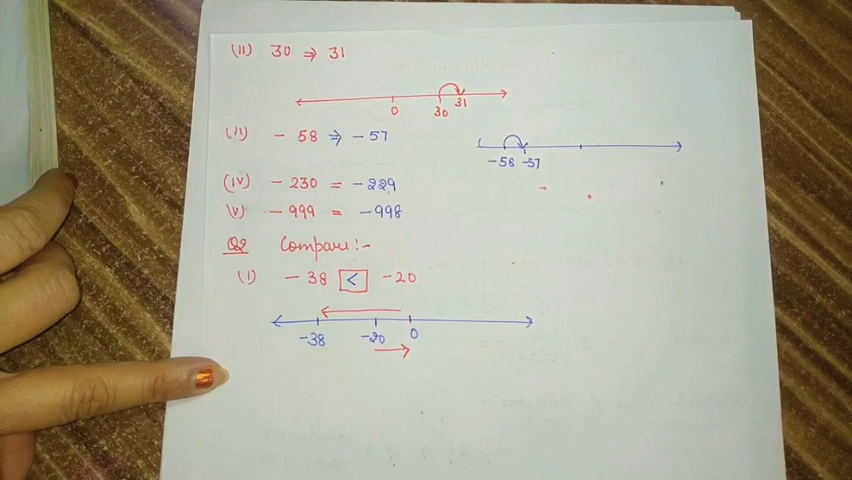 (II) 30 ⇒ 31
0 30 31
(III) - 58 ⇒ - 57
-58 -57
(IV) - 230 = - 229
(V) - 999 = - 998
Q2 Compare :-
(I) - 38 < - 20
-38 -20 0